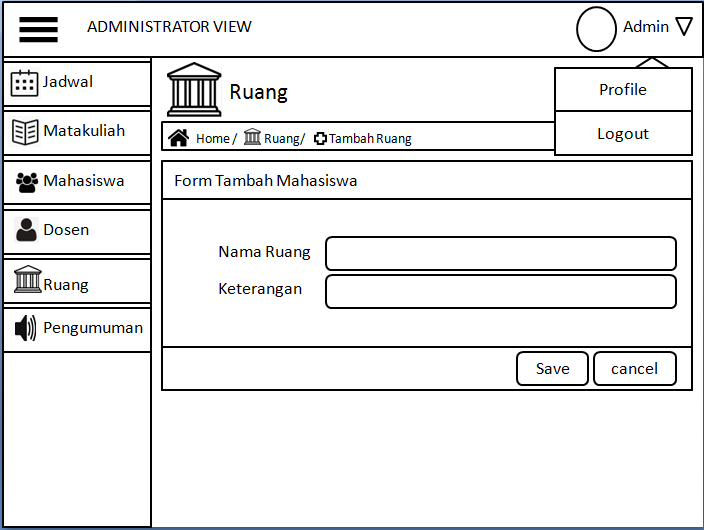 ADMINISTRATOR VIEW
Admin
Profile
Logout
Jadwal
Matakuliah
Mahasiswa
Dosen
Ruang
Pengumuman
Ruang
Home / Ruang/ Tambah Ruang
Form Tambah Mahasiswa
Nama Ruang
Keterangan
Save
cancel